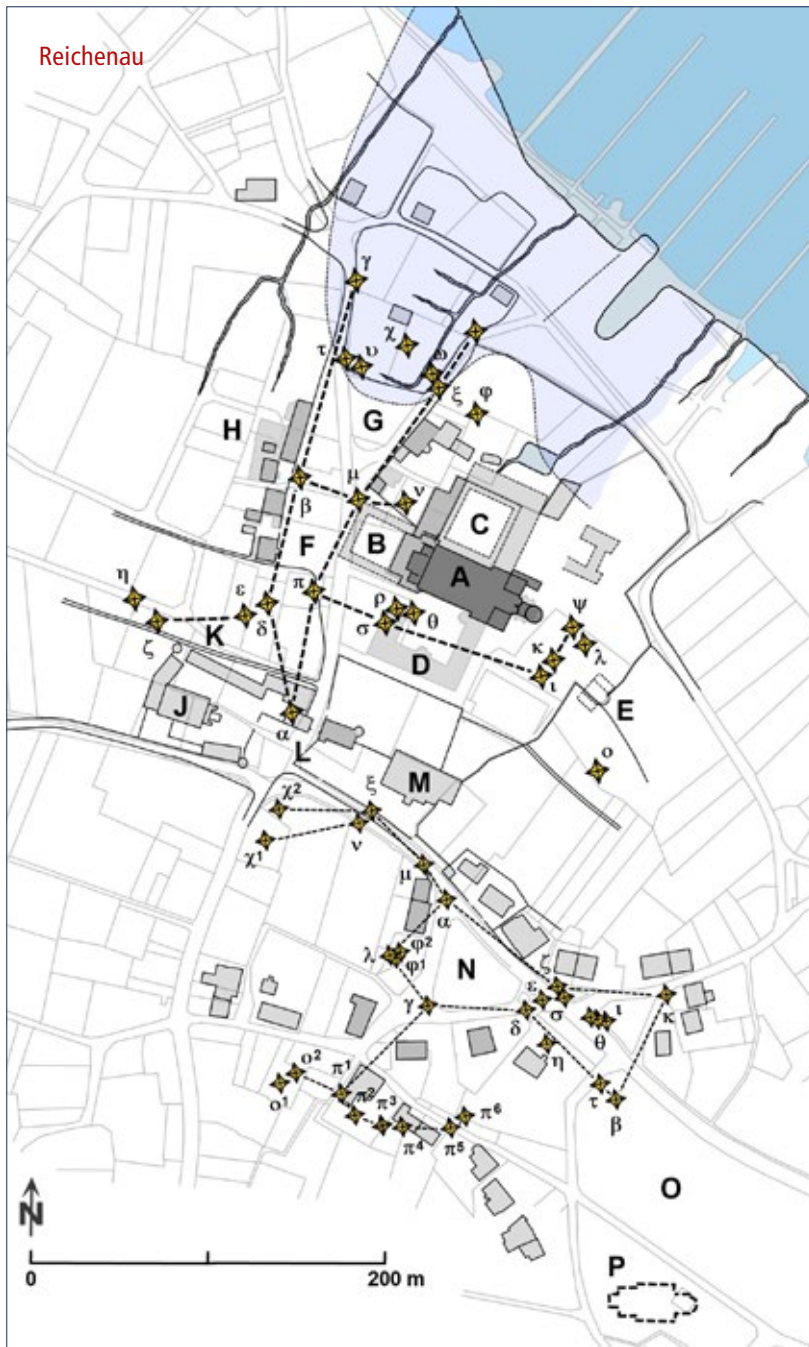 Reichenau
γ
χ
τ υ ω
ξ φ
G
H
μ ν
β
C
B
F
A
η π
ε ρ
δ σ θ ψ
K
ζ κ λ
D
ι
E
J
α
ο
L
M
χ² ξ
ν
χ¹
μ
α
φ²
λ N
φ¹ ζ
ε
γ σ ι κ
δ θ
η
ο² π¹
ο¹ π² τ
π³ π⁶ β
π⁴ π⁵
O
N
P
0 200 m